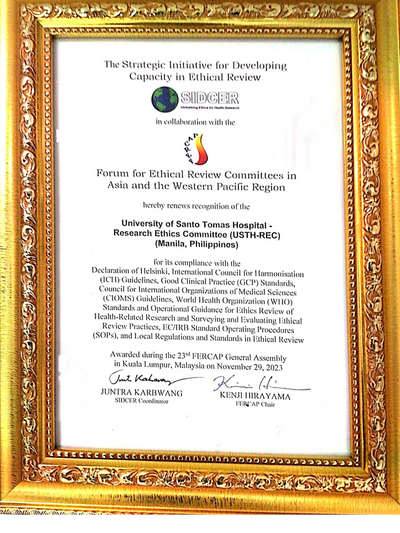 The Strategic Initiative for Developing
Capacity in Ethical Review
SIDCER
in collaboration with the
FERCAP
Forum for Ethical Review Committees in
Asia and the Western Pacific Region
hereby renews recognition of the
University of Santo Tomas Hospital -
Research Ethics Committee (USTH-REC)
(Manila, Philippines)
for its compliance with the
Declaration of Helsinki, International Council for Harmonisation
(ICH) Guidelines, Good Clinical Practice (GCP) Standards,
Council for International Organizations of Medical Sciences
(CIOMS) Guidelines, World Health Organization (WHO)
Standards and Operational Guidance for Ethics Review of
Health-Related Research and Surveying and Evaluating Ethical
Review Practices, EC/IRB Standard Operating Procedures
(SOPs), and Local Regulations and Standards in Ethical Review
Awarded during the 23rd FERCAP General Assembly
in Kuala Lumpur, Malaysia on November 29, 2023
JUNTRA KARBWANG
SIDCER Coordinator
KENJI HIRAYAMA
FERCAP Chair